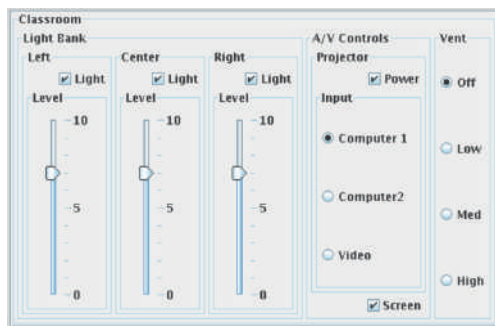 Classroom
Light Bank
A/V Controls
Vent
Left
Center
Right
Projector
Light
Light
Light
Power
Off
Level
Level
Level
Input
10
10
10
Computer 1
Low
Computer2
5
5
5
Med
Video
High
0
0
0
Screen